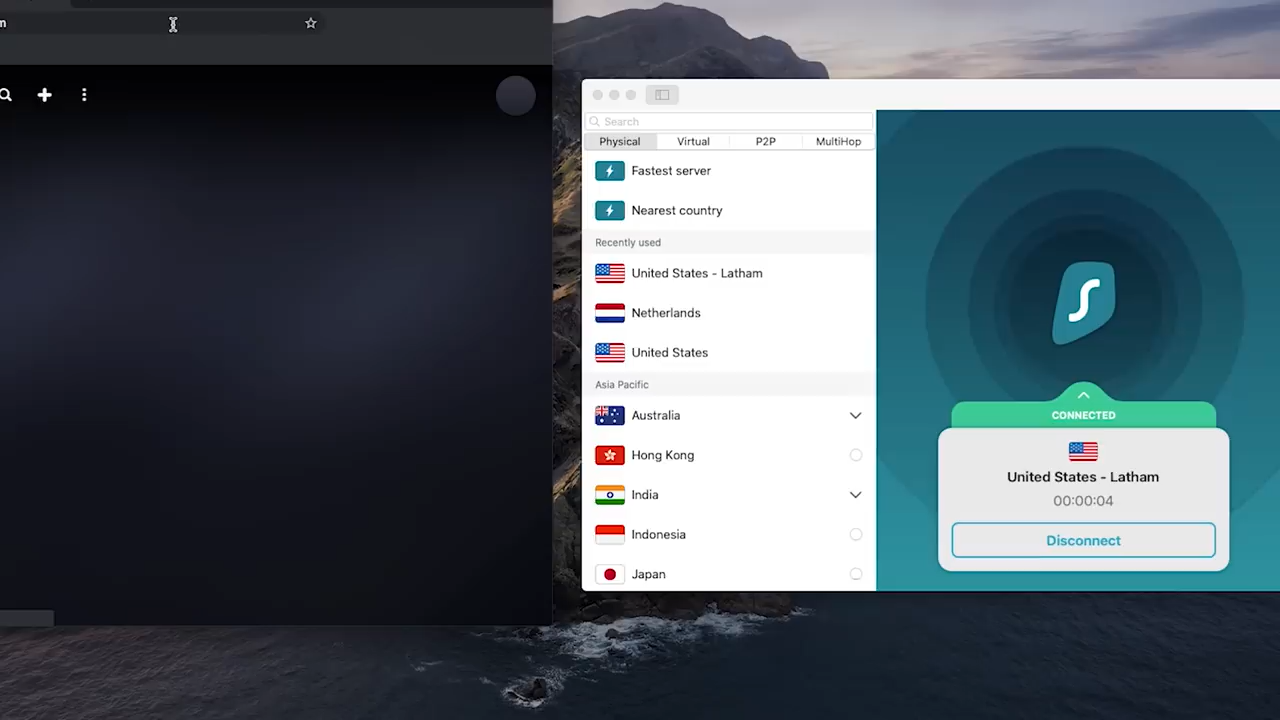 m
Search
Physical
Virtual
P2P
MultiHop
Fastest server
Nearest country
Recently used
United States - Latham
Netherlands
United States
Asia Pacific
Australia
Hong Kong
India
Indonesia
Japan
CONNECTED
United States - Latham
00:00:04
Disconnect